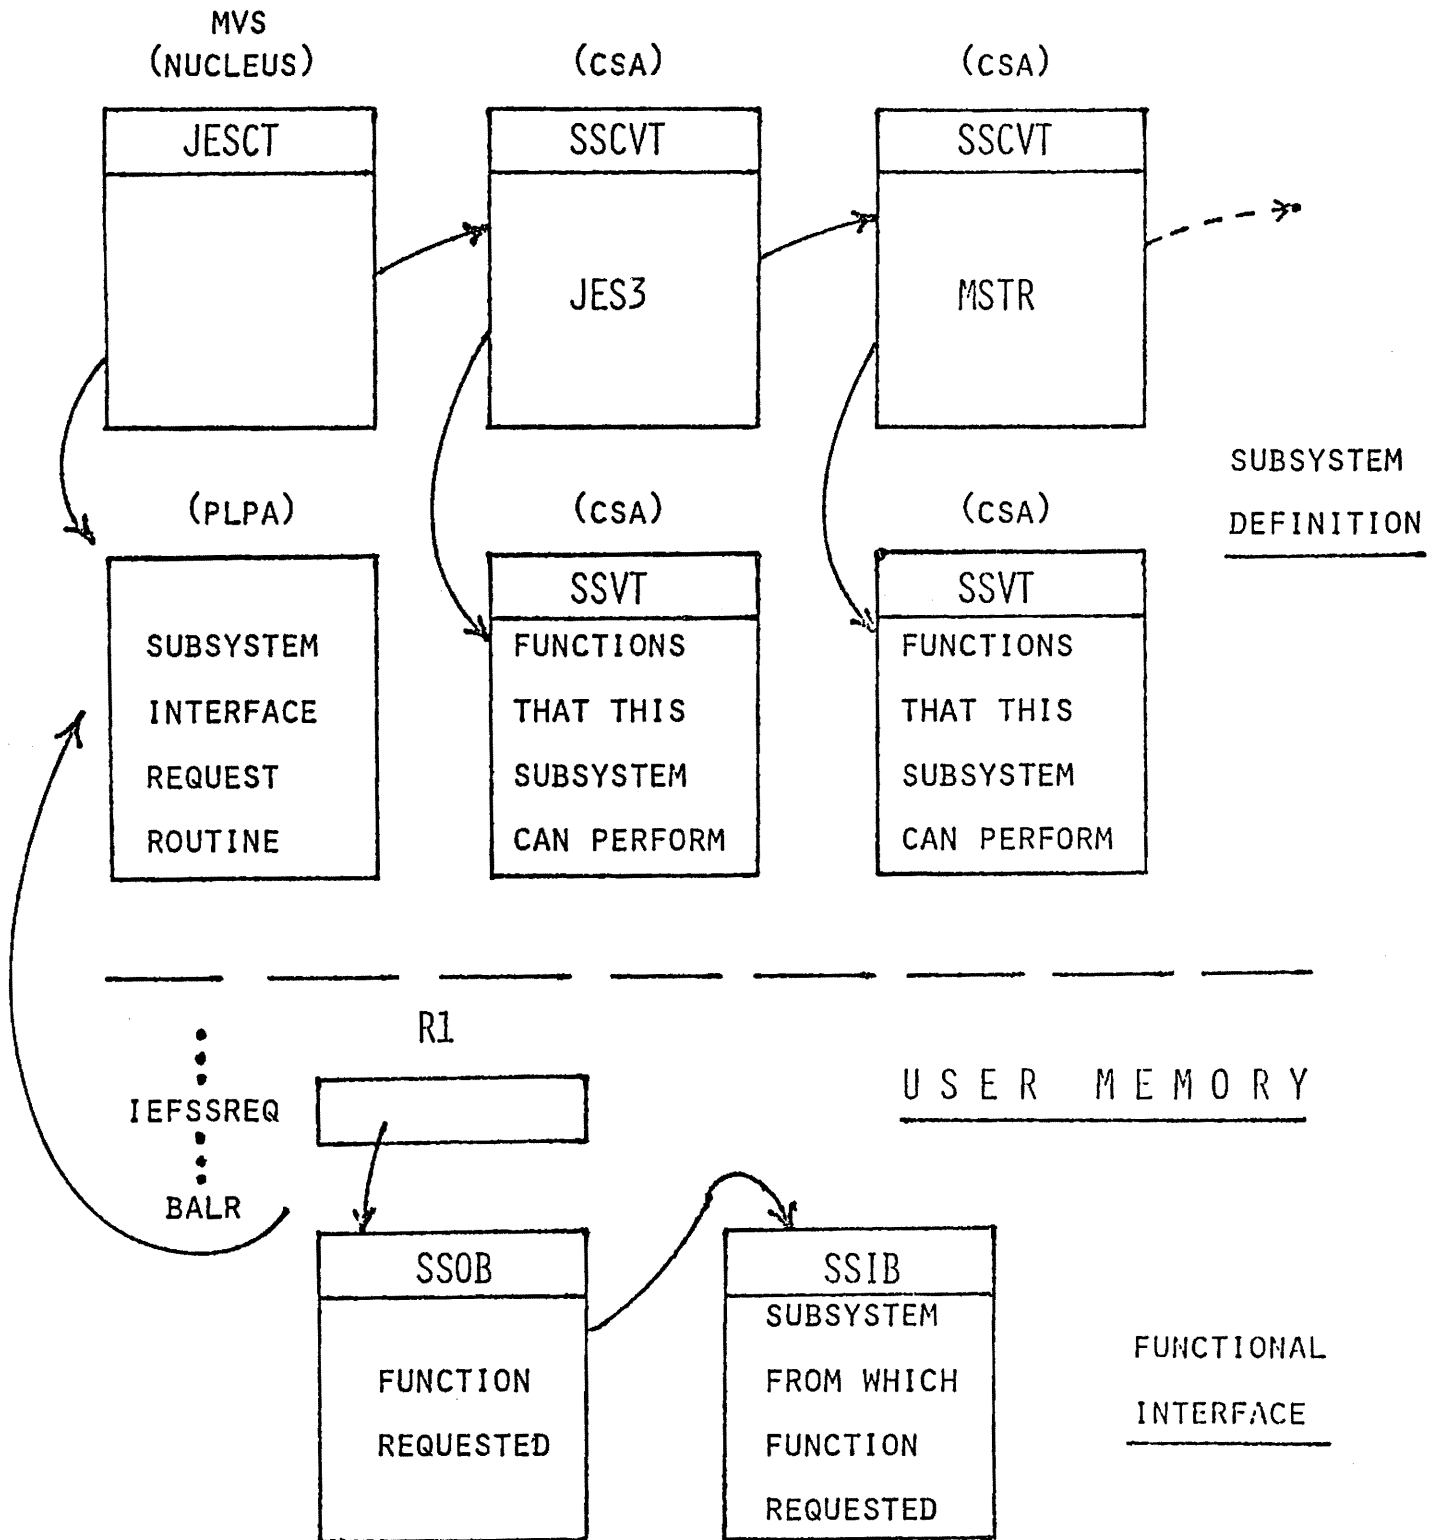 MVS
(NUCLEUS)
(CSA)
(CSA)
JESCT
SSCVT
SSCVT
JES3
MSTR
SUBSYSTEM
DEFINITION
(PLPA)
(CSA)
(CSA)
SUBSYSTEM
INTERFACE
REQUEST
ROUTINE
SSVT
FUNCTIONS
THAT THIS
SUBSYSTEM
CAN PERFORM
SSVT
FUNCTIONS
THAT THIS
SUBSYSTEM
CAN PERFORM
R1
IEFSSREQ
BALR
USER MEMORY
SSOB
FUNCTION
REQUESTED
SSIB
SUBSYSTEM
FROM WHICH
FUNCTION
REQUESTED
FUNCTIONAL
INTERFACE